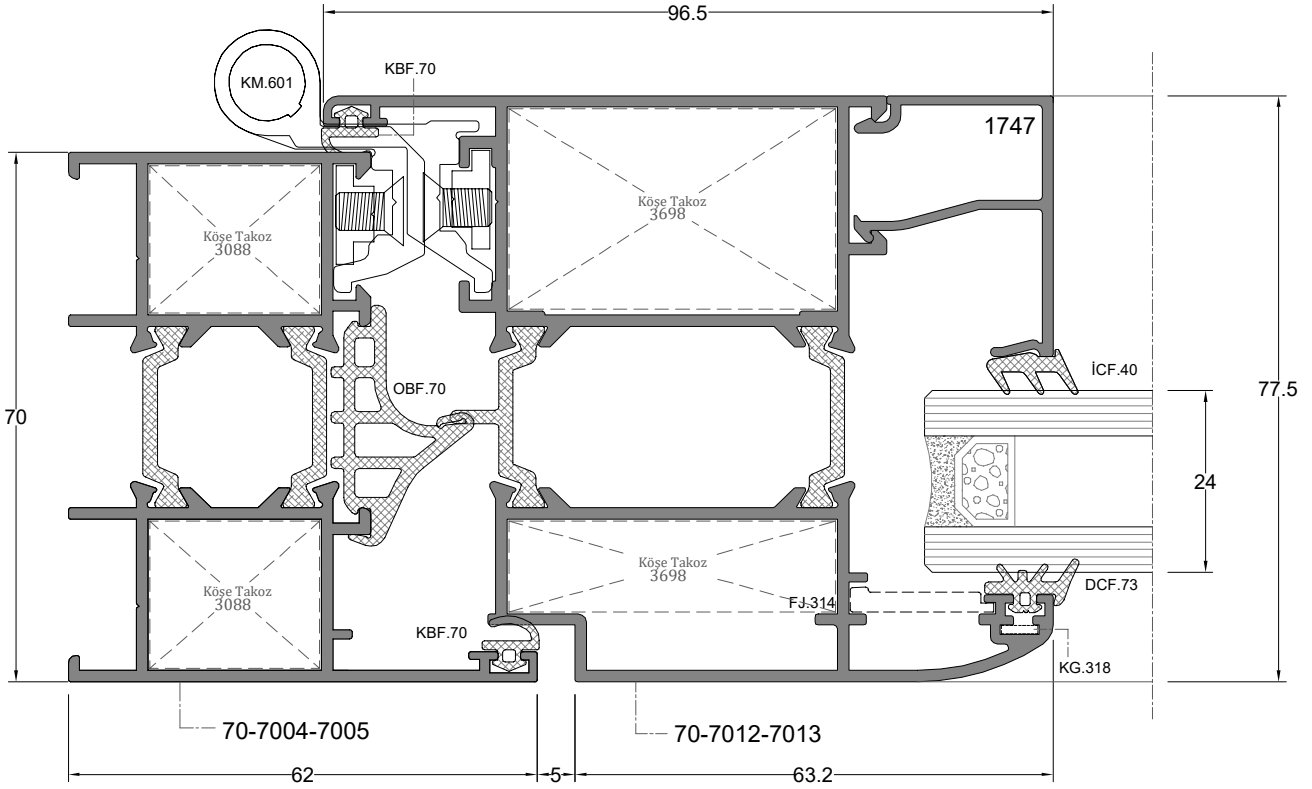 96.5
KM.601
KBF.70
1747
70
Köşe Takoz
3698
Köşe Takoz
3088
OBF.70
İCF.40
77.5
24
Köşe Takoz
3698
Köşe Takoz
3088
FJ.314
DCF.73
KBF.70
KG.318
70-7004-7005
70-7012-7013
62
5
63.2